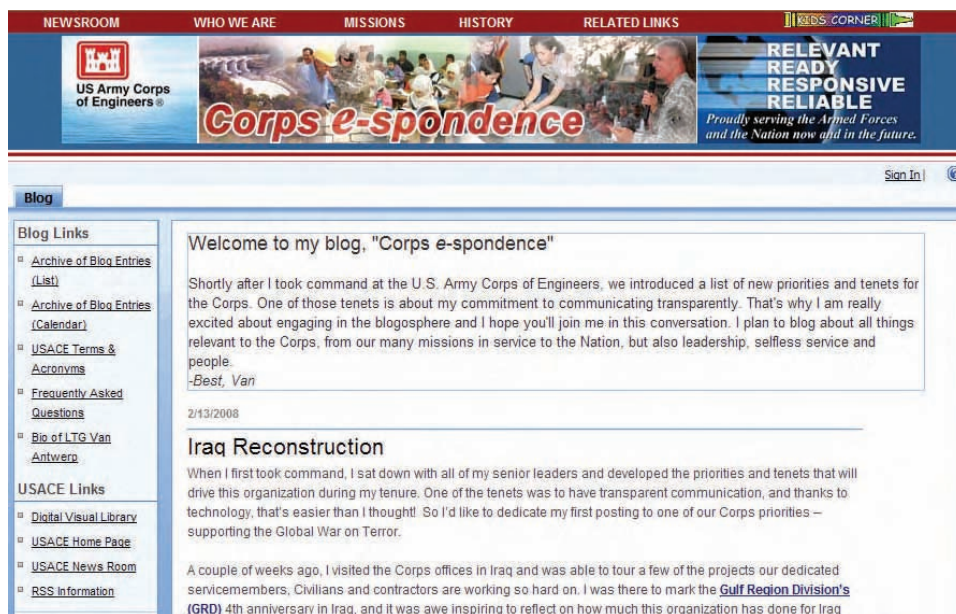 NEWSROOM WHO WE ARE MISSIONS HISTORY RELATED LINKS KIDS CORNER
US Army Corps
of Engineers ®
Corps e-spondence
RELEVANT
READY
RESPONSIVE
RELIABLE
Proudly serving the Armed Forces
and the Nation now and in the future.
Sign In |
Blog
Blog Links
Archive of Blog Entries
(List)
Archive of Blog Entries
(Calendar)
USACE Terms &
Acronyms
Frequently Asked
Questions
Bio of LTG Van
Antwerp
USACE Links
Digital Visual Library
USACE Home Page
USACE News Room
RSS Information
Welcome to my blog, "Corps e-spondence"
Shortly after I took command at the U.S. Army Corps of Engineers, we introduced a list of new priorities and tenets for
the Corps. One of those tenets is about my commitment to communicating transparently. That's why I am really
excited about engaging in the blogosphere and I hope you'll join me in this conversation. I plan to blog about all things
relevant to the Corps, from our many missions in service to the Nation, but also leadership, selfless service and
people.
-Best, Van
2/13/2008
Iraq Reconstruction
When I first took command, I sat down with all of my senior leaders and developed the priorities and tenets that will
drive this organization during my tenure. One of the tenets was to have transparent communication, and thanks to
technology, that's easier than I thought! So I'd like to dedicate my first posting to one of our Corps priorities –
supporting the Global War on Terror.
A couple of weeks ago, I visited the Corps offices in Iraq and was able to tour a few of the projects our dedicated
servicemembers, Civilians and contractors are working so hard on. I was there to mark the Gulf Region Division's
(GRD) 4th anniversary in Iraq, and it was awe inspiring to reflect on how much this organization has done for Iraq